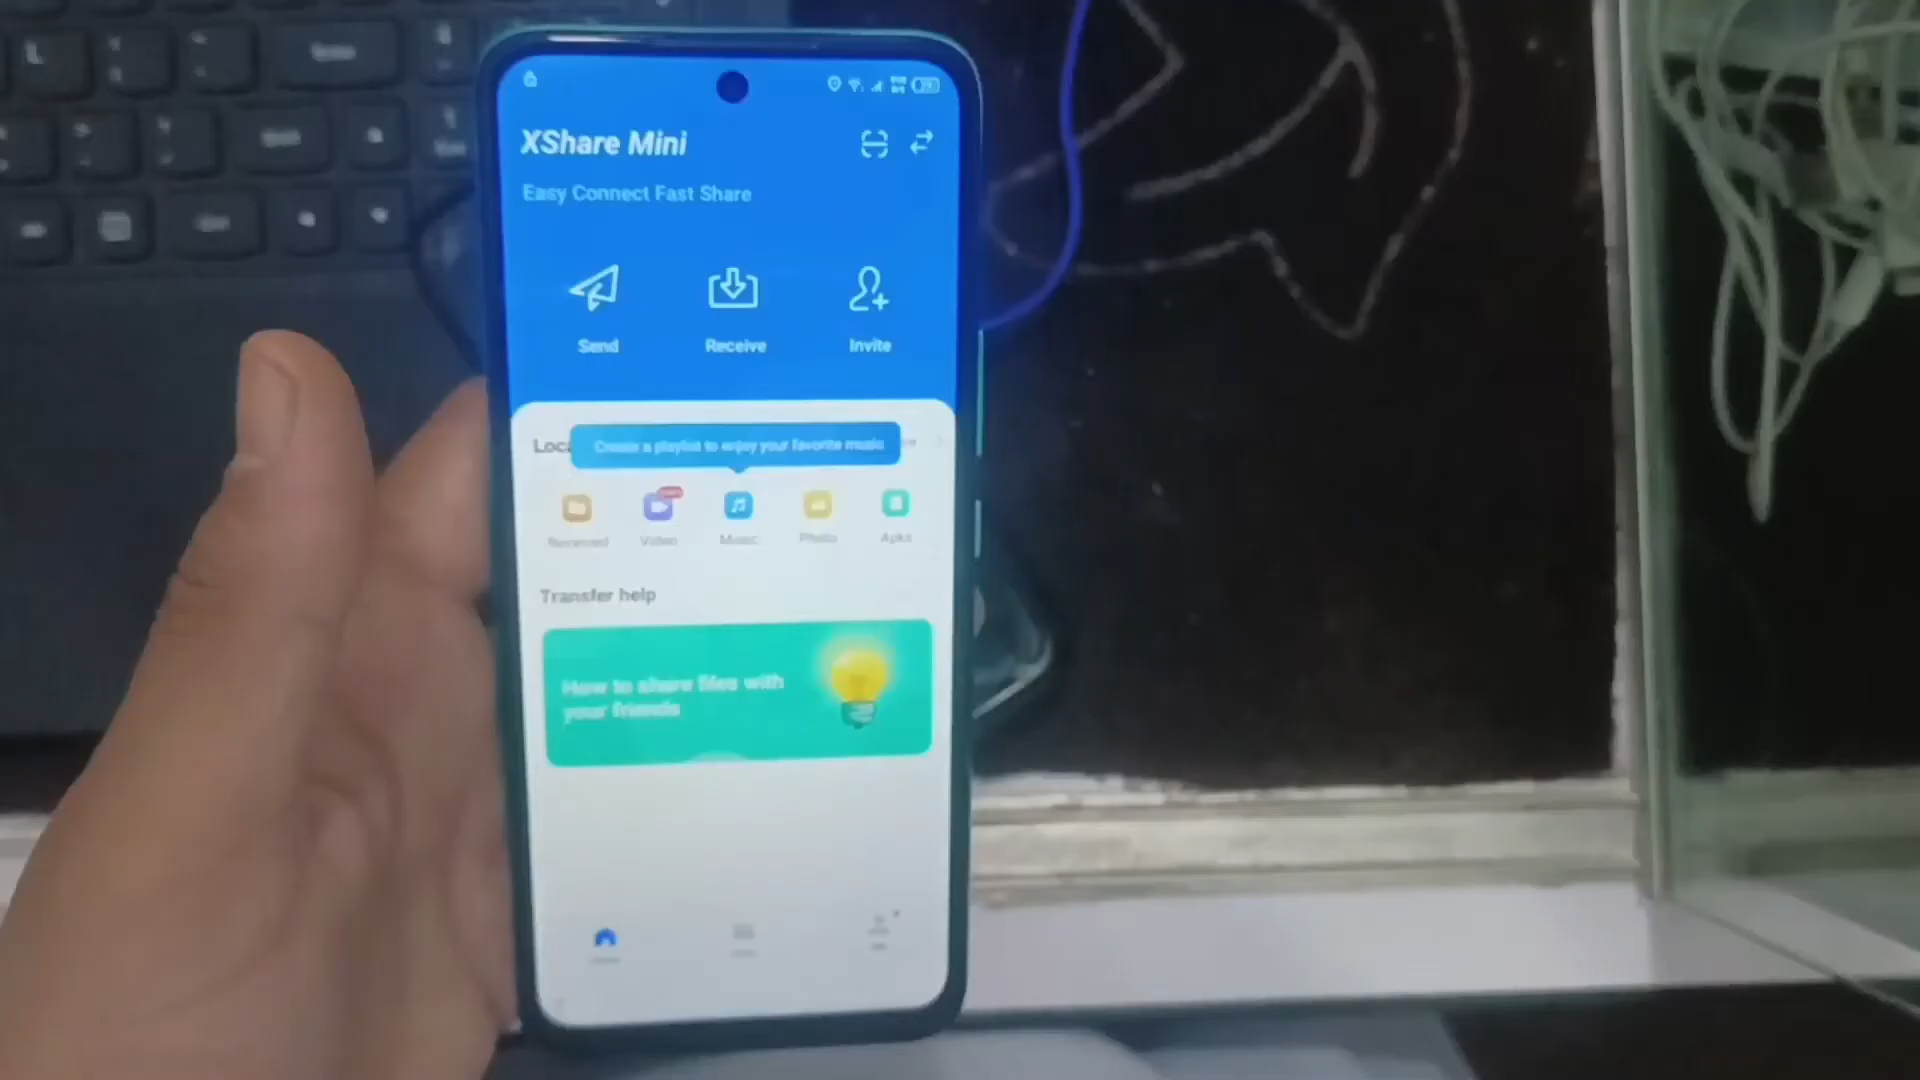 XShare Mini
Easy Connect Fast Share
Send
Receive
Invite
Create a playlist to enjoy your favorite music
Received
Video
Music
Photo
Apks
Transfer help
How to share files with
your friends